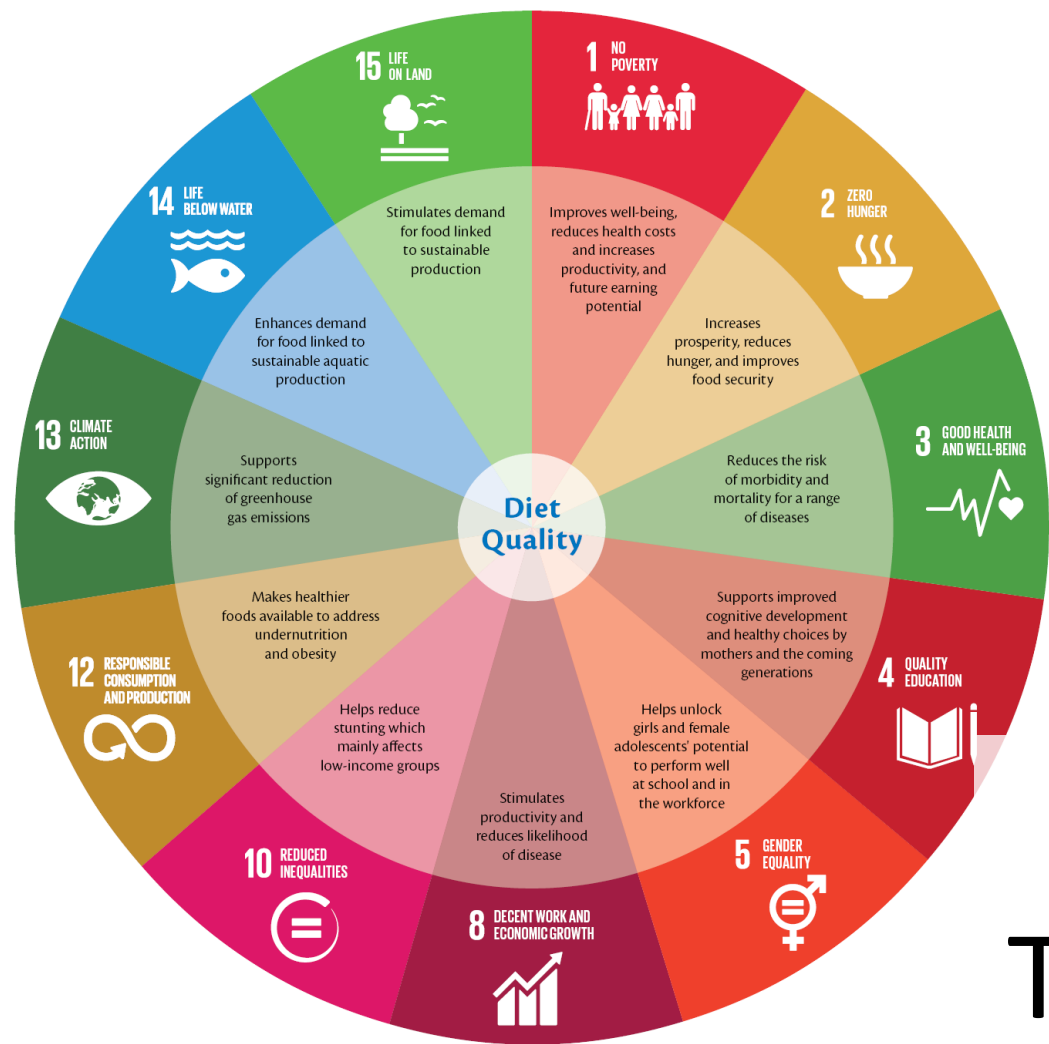 Diet
Quality
1 NO
POVERTY
Improves well-being,
reduces health costs
and increases
productivity, and
future earning
potential
2 ZERO
HUNGER
Increases
prosperity, reduces
hunger, and improves
food security
3 GOOD HEALTH
AND WELL-BEING
Reduces the risk
of morbidity and
mortality for a range
of diseases
4 QUALITY
EDUCATION
Supports improved
cognitive development
and healthy choices by
mothers and the coming
generations
5 GENDER
EQUALITY
Helps unlock
girls and female
adolescents' potential
to perform well
at school and in
the workforce
8 DECENT WORK AND
ECONOMIC GROWTH
Stimulates
productivity and
reduces likelihood
of disease
10 REDUCED
INEQUALITIES
Helps reduce
stunting which
mainly affects
low-income groups
12 RESPONSIBLE
CONSUMPTION
AND PRODUCTION
Makes healthier
foods available to address
undernutrition
and obesity
13 CLIMATE
ACTION
Supports
significant reduction
of greenhouse
gas emissions
14 LIFE
BELOW WATER
Enhances demand
for food linked to
sustainable aquatic
production
15 LIFE
ON LAND
Stimulates demand
for food linked
to sustainable
production